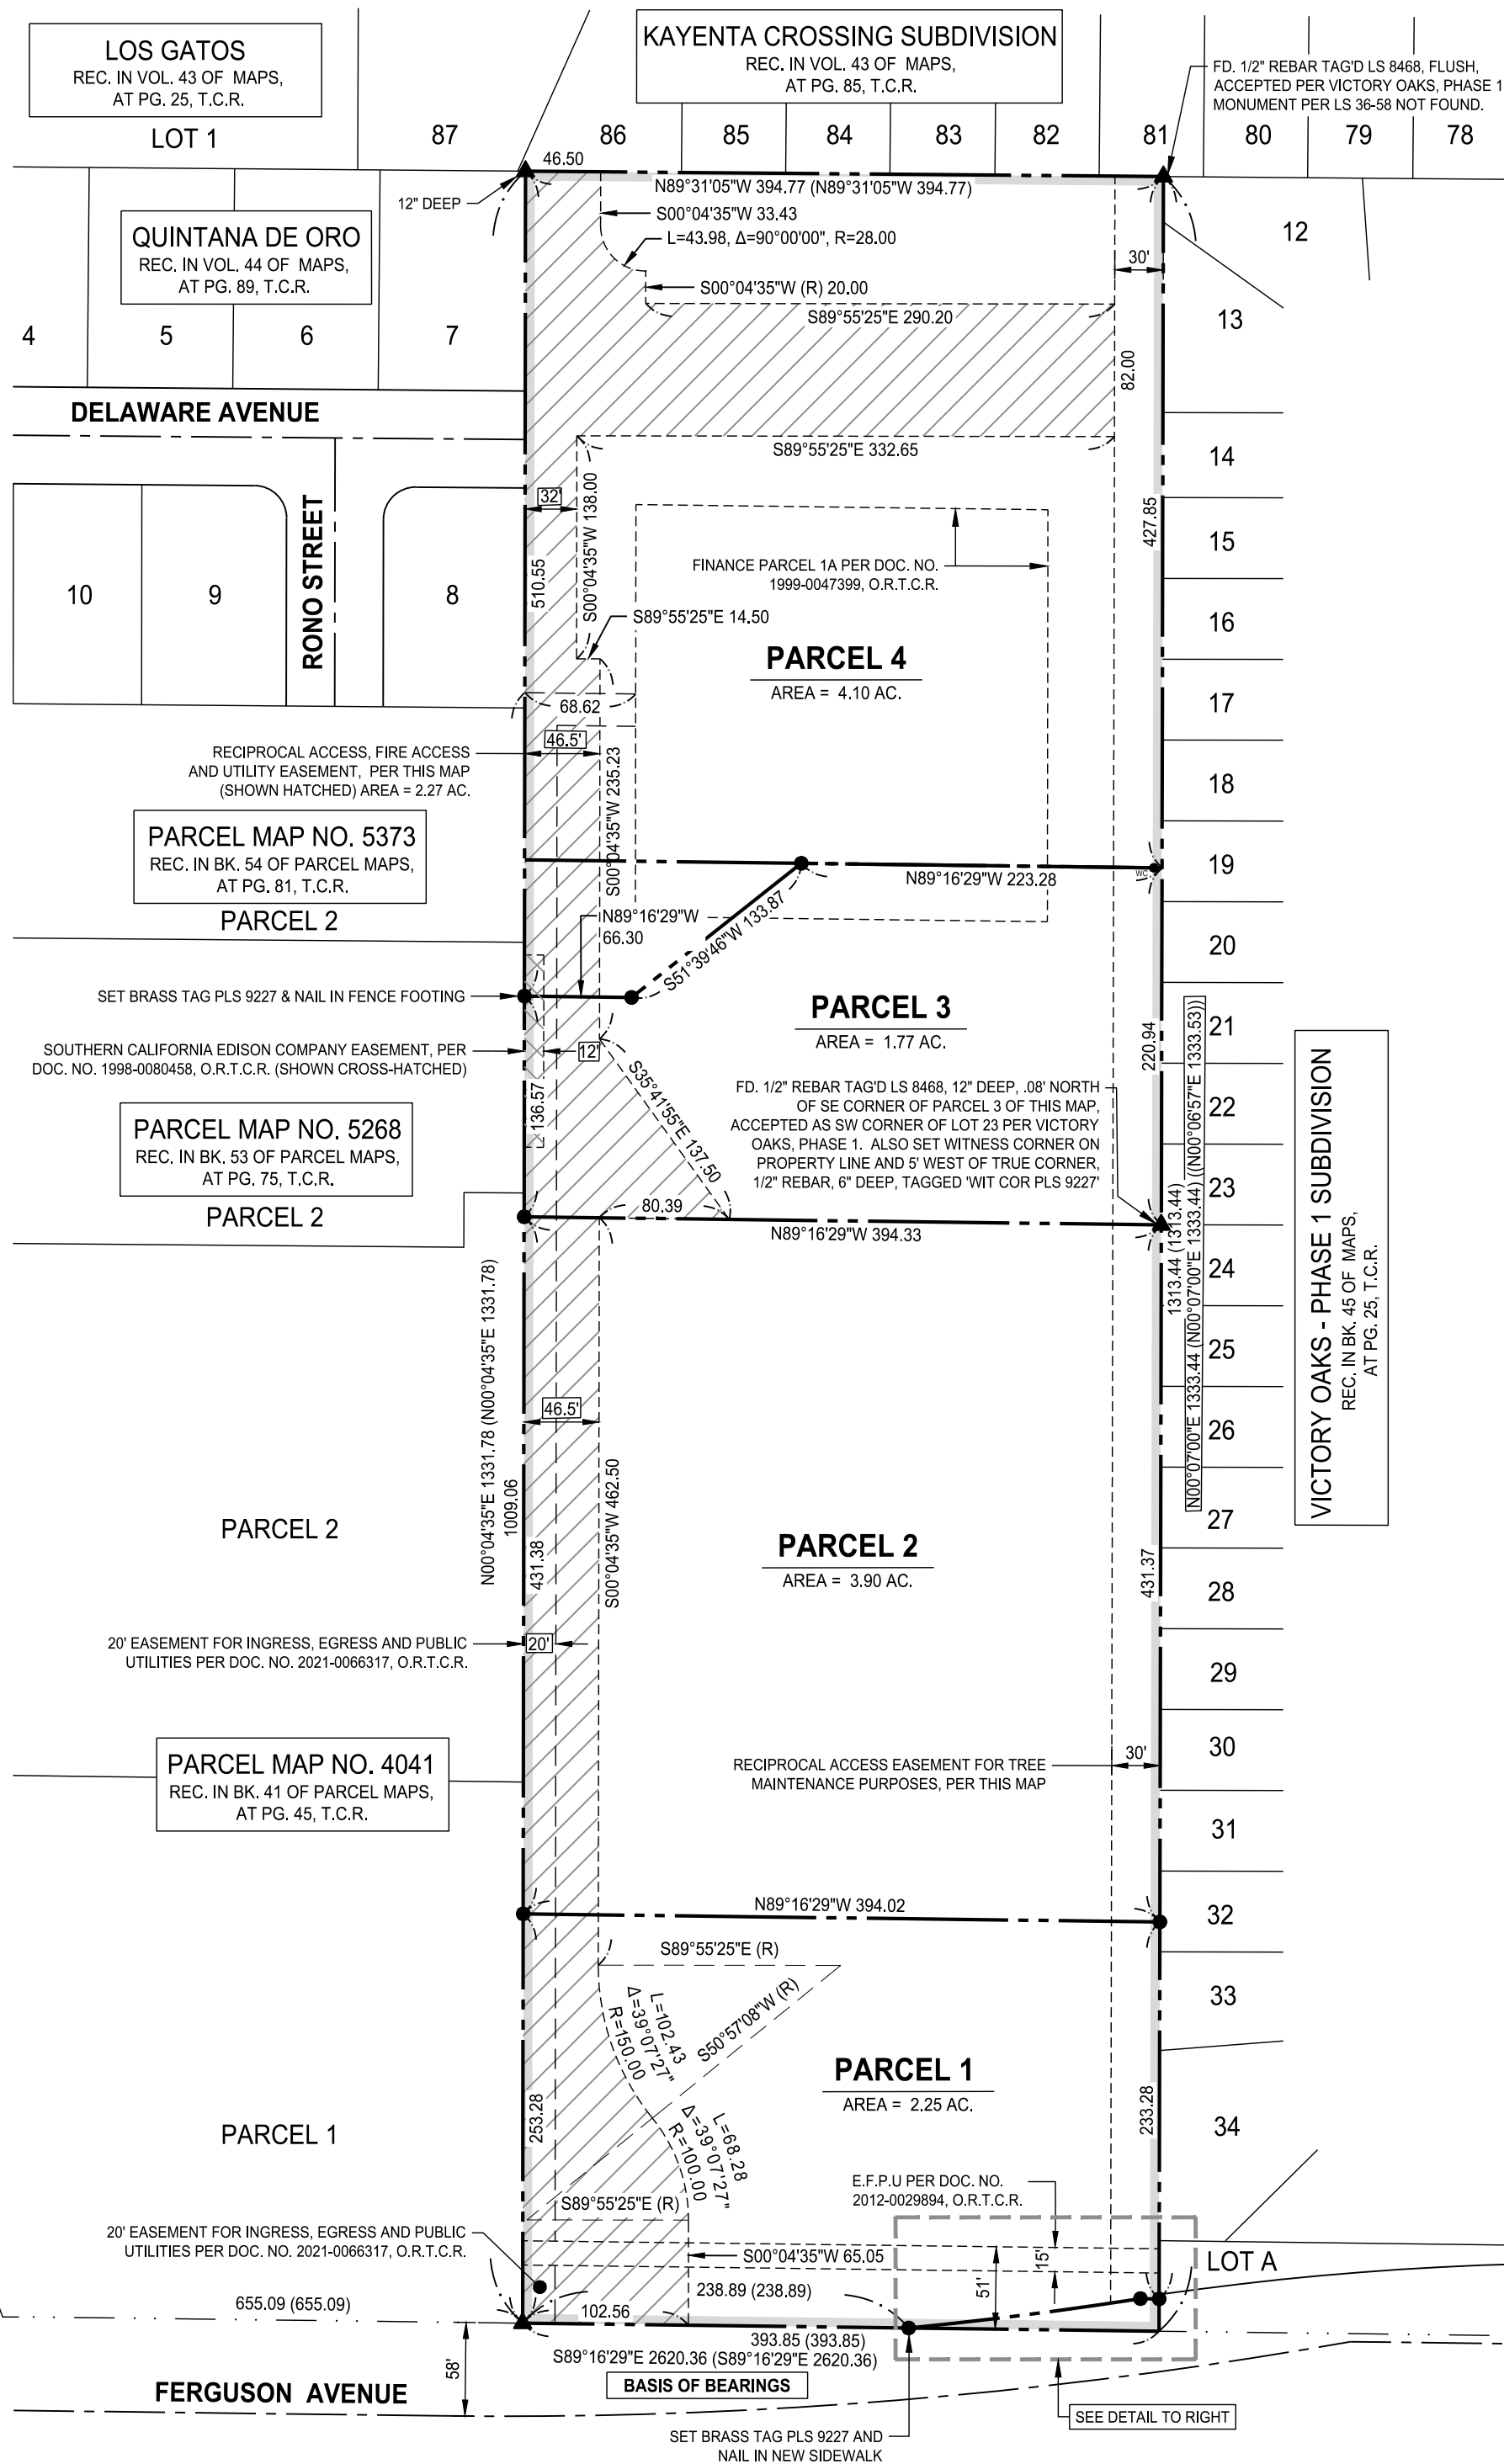 LOS GATOS
REC. IN VOL. 43 OF MAPS,
AT PG. 25, T.C.R.
KAYENTA CROSSING SUBDIVISION
REC. IN VOL. 43 OF MAPS,
AT PG. 85, T.C.R.
FD. 1/2" REBAR TAG'D LS 8468, FLUSH,
ACCEPTED PER VICTORY OAKS, PHASE 1
MONUMENT PER LS 36-58 NOT FOUND.
LOT 1
87
86
85
84
83
82
81
80
79
78
46.50
N89°31'05"W 394.77 (N89°31'05"W 394.77)
12" DEEP
S00°04'35"W 33.43
L=43.98, Δ=90°00'00", R=28.00
QUINTANA DE ORO
REC. IN VOL. 44 OF MAPS,
AT PG. 89, T.C.R.
12
30'
S00°04'35"W (R) 20.00
S89°55'25"E 290.20
4
5
6
7
13
82.00
DELAWARE AVENUE
S89°55'25"E 332.65
14
32'
S00°04'35"W 138.00
427.85
RONO STREET
510.55
15
FINANCE PARCEL 1A PER DOC. NO.
1999-0047399, O.R.T.C.R.
10
9
8
S89°55'25"E 14.50
16
PARCEL 4
AREA = 4.10 AC.
17
68.62
46.5'
RECIPROCAL ACCESS, FIRE ACCESS
AND UTILITY EASEMENT, PER THIS MAP
(SHOWN HATCHED) AREA = 2.27 AC.
S00°04'35"W 235.23
18
PARCEL MAP NO. 5373
REC. IN BK. 54 OF PARCEL MAPS,
AT PG. 81, T.C.R.
PARCEL 2
19
WC
N89°16'29"W 223.28
N89°16'29"W
66.30
S51°39'46"W 133.87
20
SET BRASS TAG PLS 9227 & NAIL IN FENCE FOOTING
PARCEL 3
AREA = 1.77 AC.
21
220.94
SOUTHERN CALIFORNIA EDISON COMPANY EASEMENT, PER
DOC. NO. 1998-0080458, O.R.T.C.R. (SHOWN CROSS-HATCHED)
12'
136.57
S35°41'55"E 137.50
FD. 1/2" REBAR TAG'D LS 8468, 12" DEEP, .08' NORTH
OF SE CORNER OF PARCEL 3 OF THIS MAP,
ACCEPTED AS SW CORNER OF LOT 23 PER VICTORY
OAKS, PHASE 1. ALSO SET WITNESS CORNER ON
PROPERTY LINE AND 5' WEST OF TRUE CORNER,
1/2" REBAR, 6" DEEP, TAGGED 'WIT COR PLS 9227'
22
23
PARCEL MAP NO. 5268
REC. IN BK. 53 OF PARCEL MAPS,
AT PG. 75, T.C.R.
PARCEL 2
80.39
N89°16'29"W 394.33
1313.44 (1313.44)
N00°07'00"E 1333.44 (N00°07'00"E 1333.44) ((N00°06'57"E 1333.53))
VICTORY OAKS - PHASE 1 SUBDIVISION
REC. IN BK. 45 OF MAPS,
AT PG. 25, T.C.R.
24
25
26
27
N00°04'35"E 1331.78 (N00°04'35"E 1331.78)
1009.06
46.5'
S00°04'35"W 462.50
431.38
PARCEL 2
PARCEL 2
AREA = 3.90 AC.
431.37
28
20' EASEMENT FOR INGRESS, EGRESS AND PUBLIC
UTILITIES PER DOC. NO. 2021-0066317, O.R.T.C.R.
20'
29
RECIPROCAL ACCESS EASEMENT FOR TREE
MAINTENANCE PURPOSES, PER THIS MAP
30'
30
PARCEL MAP NO. 4041
REC. IN BK. 41 OF PARCEL MAPS,
AT PG. 45, T.C.R.
31
N89°16'29"W 394.02
32
S89°55'25"E (R)
33
L=102.43
Δ=39°07'27"
R=150.00
S50°57'08"W (R)
PARCEL 1
AREA = 2.25 AC.
233.28
34
PARCEL 1
253.28
L=68.28
Δ=39°07'27"
R=100.00
E.F.P.U PER DOC. NO.
2012-0029894, O.R.T.C.R.
S89°55'25"E (R)
20' EASEMENT FOR INGRESS, EGRESS AND PUBLIC
UTILITIES PER DOC. NO. 2021-0066317, O.R.T.C.R.
S00°04'35"W 65.05
15'
51'
LOT A
238.89 (238.89)
655.09 (655.09)
102.56
393.85 (393.85)
S89°16'29"E 2620.36 (S89°16'29"E 2620.36)
58'
BASIS OF BEARINGS
FERGUSON AVENUE
SEE DETAIL TO RIGHT
SET BRASS TAG PLS 9227 AND
NAIL IN NEW SIDEWALK